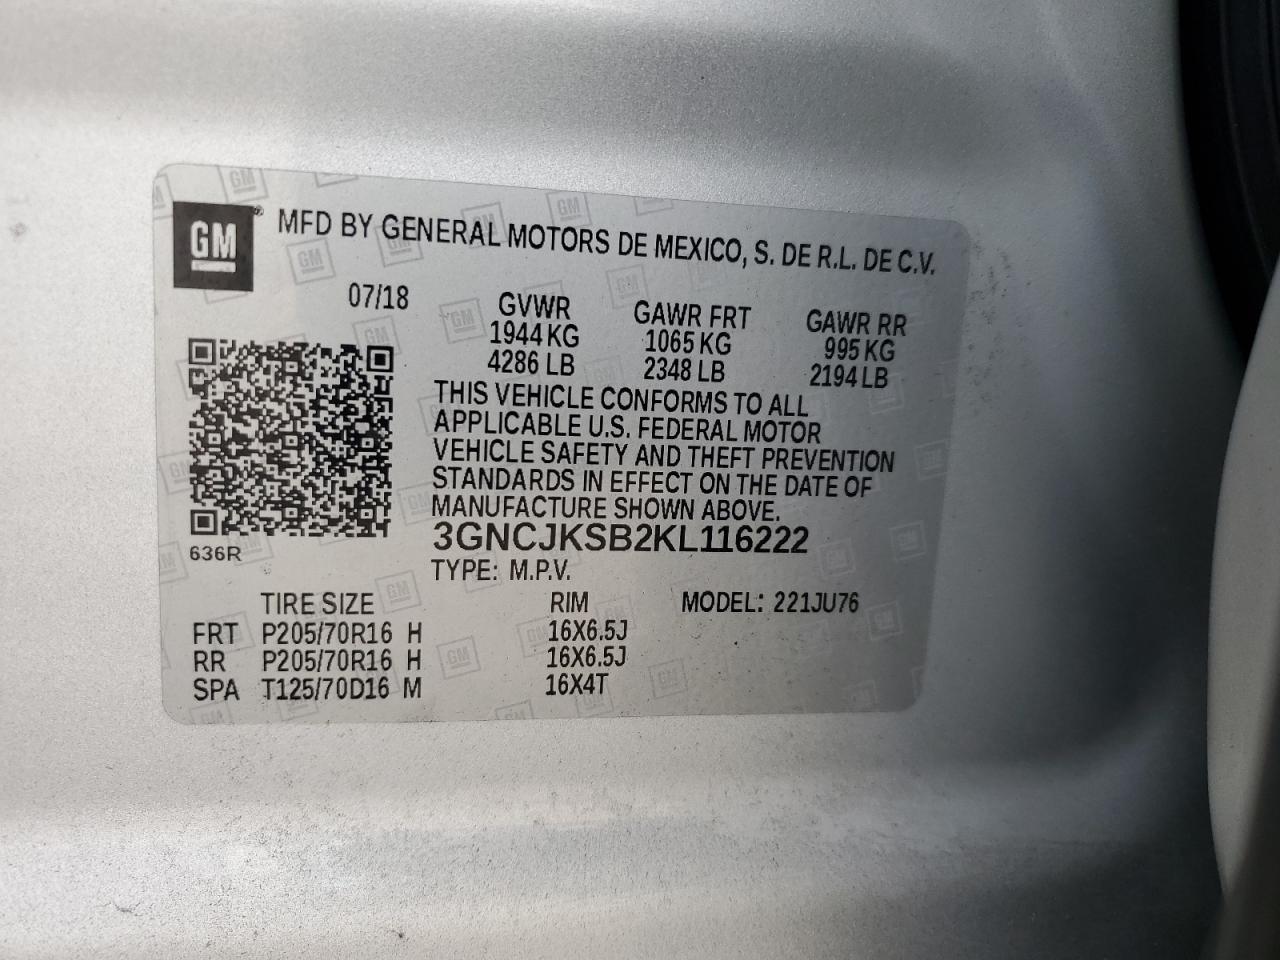 GM® MFD BY GENERAL MOTORS DE MEXICO, S. DE R.L. DE C.V.
07/18 GVWR GAWR FRT GAWR RR
1944 KG 1065 KG 995 KG
4286 LB 2348 LB 2194 LB
THIS VEHICLE CONFORMS TO ALL
APPLICABLE U.S. FEDERAL MOTOR
VEHICLE SAFETY AND THEFT PREVENTION
STANDARDS IN EFFECT ON THE DATE OF
MANUFACTURE SHOWN ABOVE.
3GNCJKSB2KL116222
636R
TYPE: M.P.V.
TIRE SIZE RIM MODEL: 221JU76
FRT P205/70R16 H 16X6.5J
RR P205/70R16 H 16X6.5J
SPA T125/70D16 M 16X4T